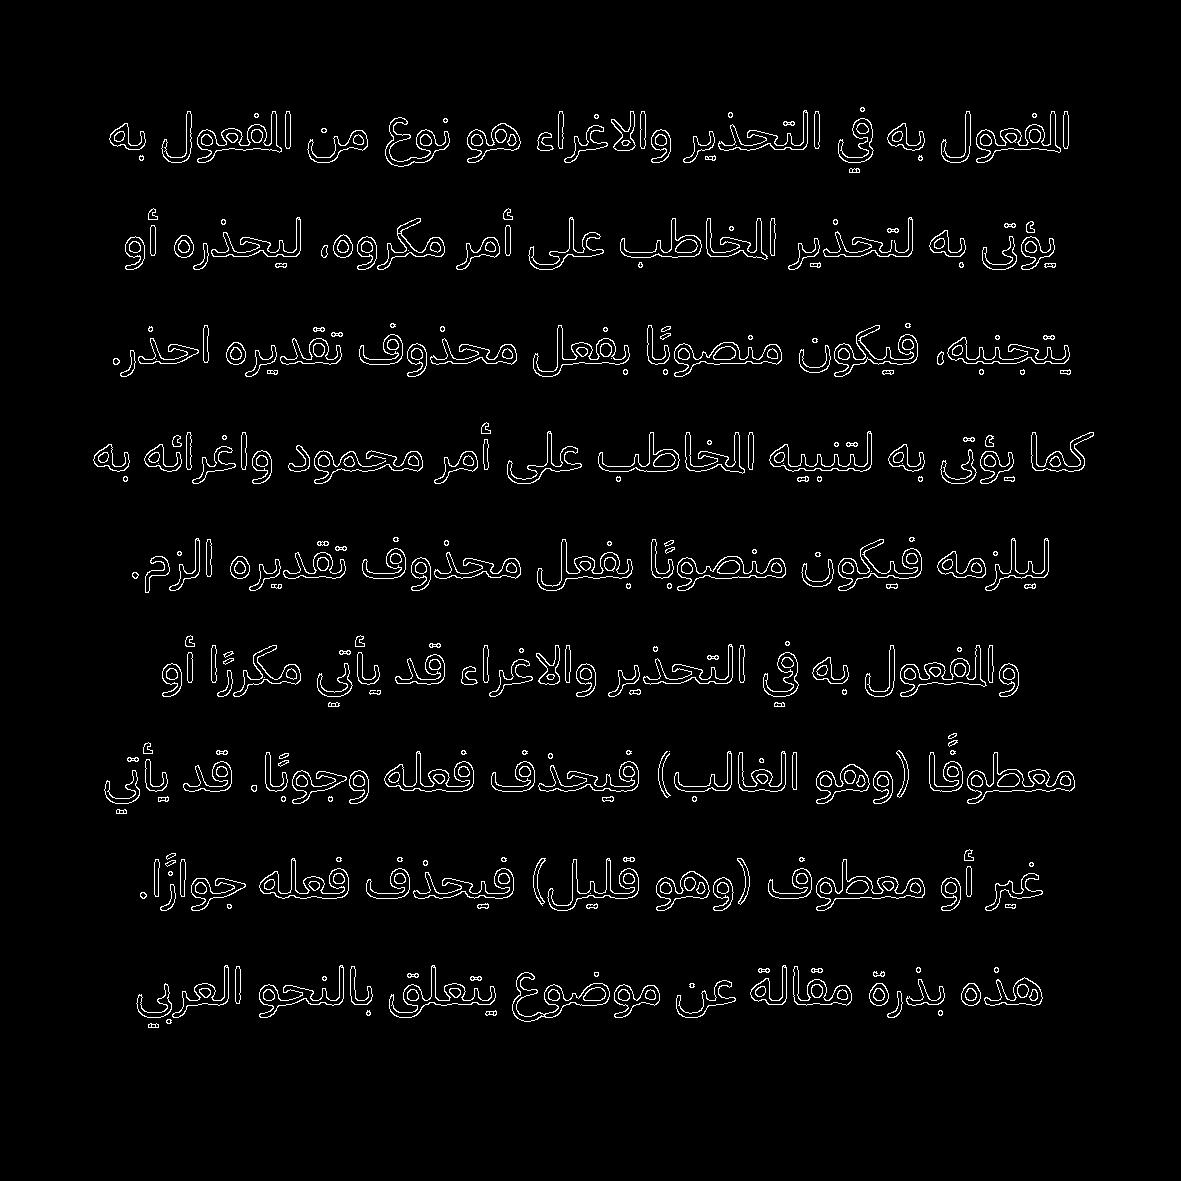 المفعول به في التحذير والاغراء هو نوع من المفعول به
يؤتى به لتحذير المخاطب على أمر مكروه، ليحذره أو
يتجنبه، فيكون منصوبًا بفعل محذوف تقديره احذر.
كما يؤتى به لتنبيه المخاطب على أمر محمود واغرائه به
ليلزمه فيكون منصوبًا بفعل محذوف تقديره الزم.
والمفعول به في التحذير والاغراء قد يأتي مكررًا أو
معطوفًا (وهو الغالب) فيحذف فعله وجوبًا. قد يأتي
غير أو معطوف (وهو قليل) فيحذف فعله جوازًا.
هذه بذرة مقالة عن موضوع يتعلق بالنحو العربي